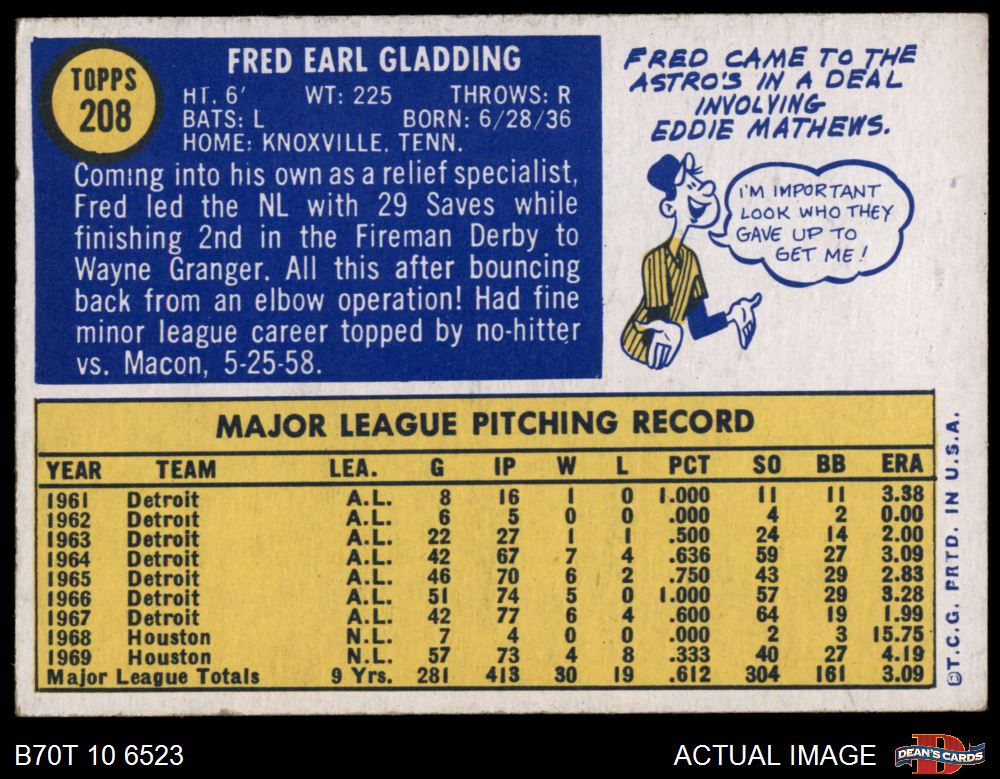 TOPPS
208
FRED EARL GLADDING
HT. 6' WT: 225 THROWS: R
BATS: L BORN: 6/28/36
HOME: KNOXVILLE, TENN.
Coming into his own as a relief specialist,
Fred led the NL with 29 Saves while
finishing 2nd in the Fireman Derby to
Wayne Granger. All this after bouncing
back from an elbow operation! Had fine
minor league career topped by no-hitter
vs. Macon, 5-25-58.
FRED CAME TO THE
ASTRO'S IN A DEAL
INVOLVING
EDDIE MATHEWS.
I'M IMPORTANT
LOOK WHO THEY
GAVE UP TO
GET ME!
MAJOR LEAGUE PITCHING RECORD
YEAR TEAM LEA. G IP W L PCT SO BB ERA
1961 Detroit A.L. 8 16 1 0 1.000 11 11 3.38
1962 Detroit A.L. 6 5 0 0 .000 4 2 0.00
1963 Detroit A.L. 22 27 1 1 .500 24 14 2.00
1964 Detroit A.L. 42 67 7 4 .636 59 27 3.09
1965 Detroit A.L. 46 70 6 2 .750 43 29 2.83
1966 Detroit A.L. 51 74 5 0 1.000 57 29 3.28
1967 Detroit A.L. 42 77 6 4 .600 64 19 1.99
1968 Houston N.L. 7 4 0 0 .000 2 3 15.75
1969 Houston N.L. 57 73 4 8 .333 40 27 4.19
Major League Totals 9 Yrs. 281 413 30 19 .612 304 161 3.09
©T.C.G. PRTD. IN U.S.A.
B70T 10 6523
ACTUAL IMAGE
D
DEAN'S CARDS